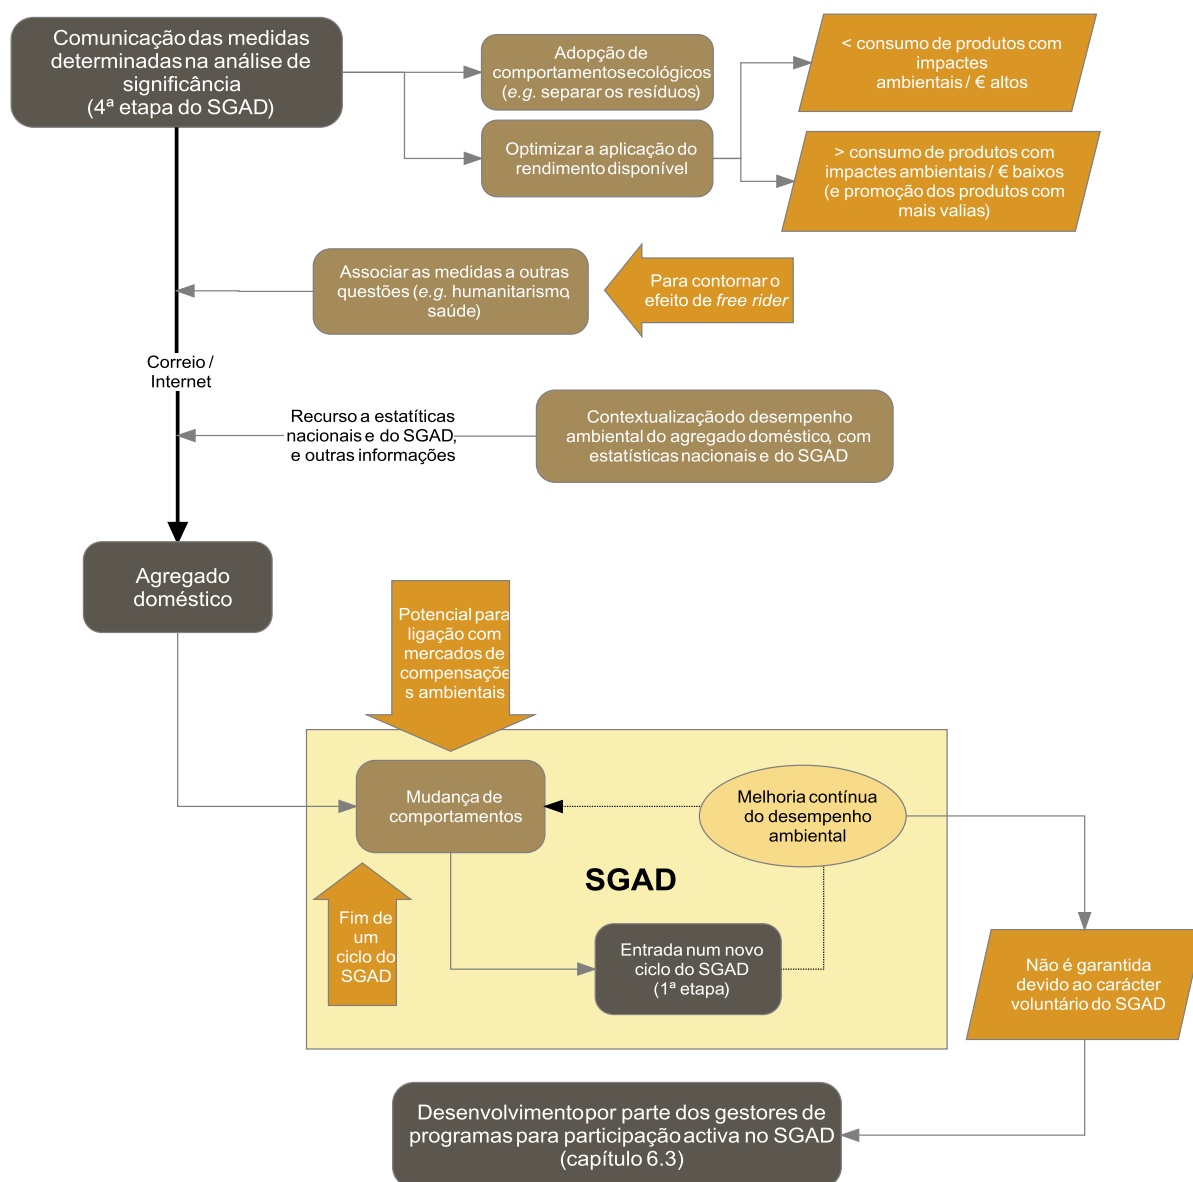 Comunicação das medidas
determinadas na análise de
significância
(4ª etapa do SGAD)
Adopção de
comportamentos ecológicos
(e.g. separar os resíduos)
< consumo de produtos com
impactes
ambientais / € altos
Optimizar a aplicação do
rendimento disponível
> consumo de produtos com
impactes ambientais / € baixos
(e promoção dos produtos com
mais valias)
Associar as medidas a outras
questões (e.g. humanitarismo,
saúde)
Para contornar o
efeito de free rider
Correio /
Internet
Recurso a estatíticas
nacionais e do SGAD,
e outras informações
Contextualização do desempenho
ambiental do agregado doméstico, com
estatísticas nacionais e do SGAD
Agregado
doméstico
Potencial para
ligação com
mercados de
compensaçõe
s ambientais
Mudança de
comportamentos
Melhoria contínua
do desempenho
ambiental
SGAD
Fim de
um
ciclo do
SGAD
Entrada num novo
ciclo do SGAD
(1ª etapa)
Não é garantida
devido ao carácter
voluntário do SGAD
Desenvolvimento por parte dos gestores de
programas para participação activa no SGAD
(capítulo 6.3)